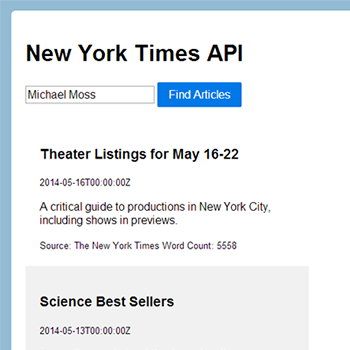 New York Times API
Michael Moss Find Articles
Theater Listings for May 16-22
2014-05-16T00:00:00Z
A critical guide to productions in New York City,
including shows in previews.
Source: The New York Times Word Count: 5558
Science Best Sellers
2014-05-13T00:00:00Z